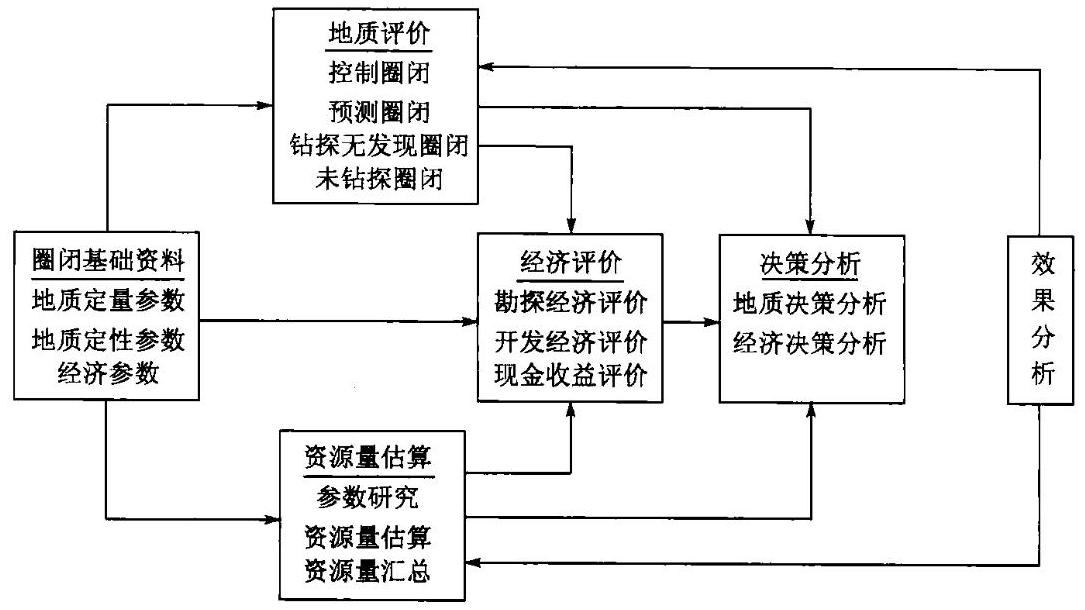 地质评价
控制圈闭
预测圈闭
钻探无发现圈闭
未钻探圈闭
圈闭基础资料
地质定量参数
地质定性参数
经济参数
经济评价
勘探经济评价
开发经济评价
现金收益评价
决策分析
地质决策分析
经济决策分析
效
果
分
析
资源量估算
参数研究
资源量估算
资源量汇总